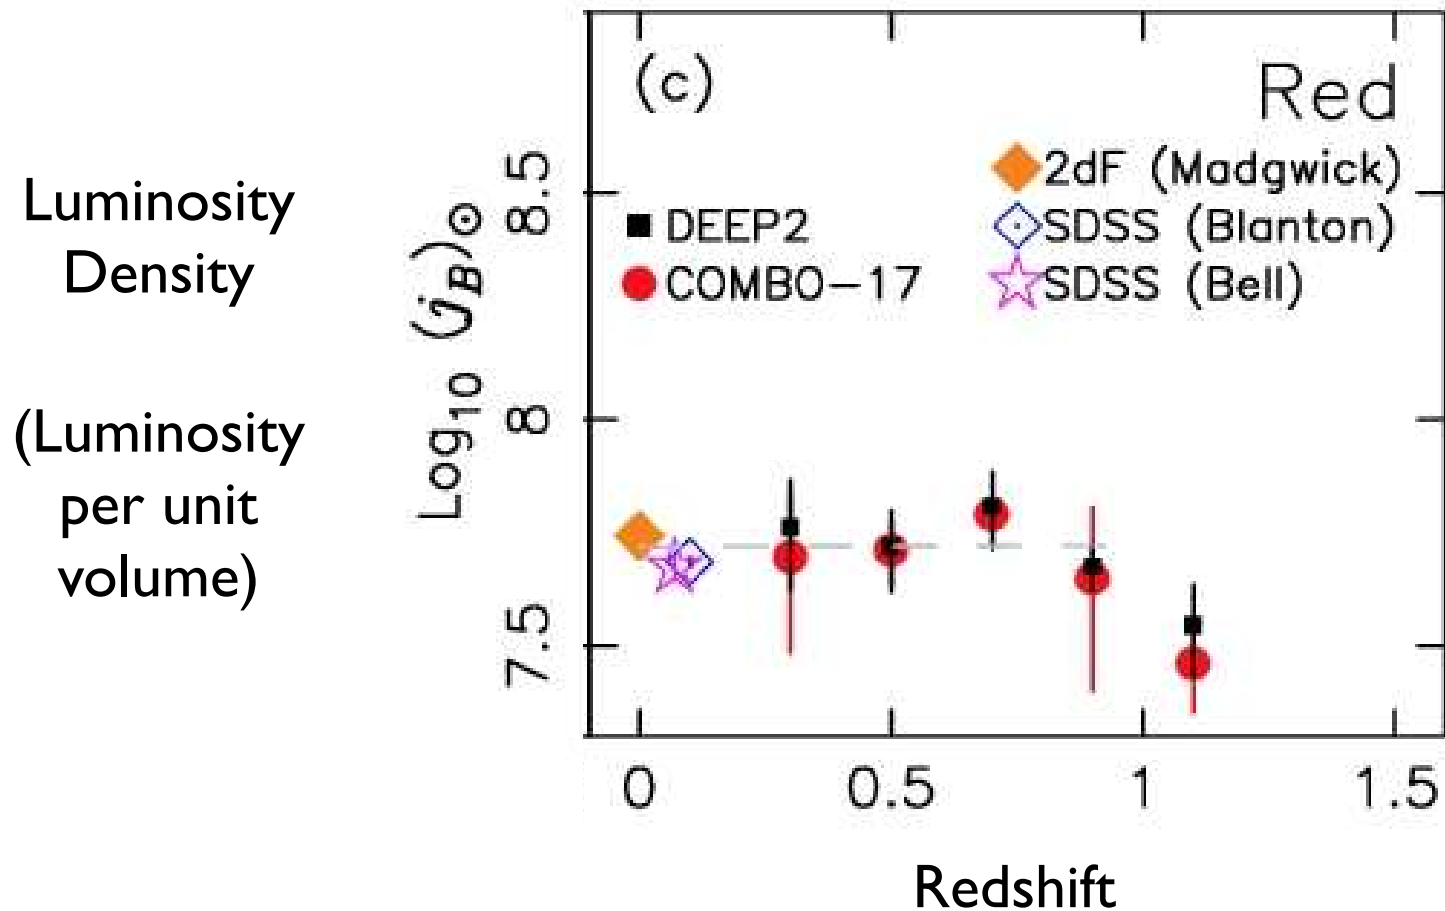 Luminosity
Density
(Luminosity
per unit
volume)
Log10 (jB)⊙
8.5
8
7.5
(c)
Red
2dF (Madgwick)
DEEP2
SDSS (Blanton)
COMBO-17
SDSS (Bell)
0 0.5 1 1.5
Redshift